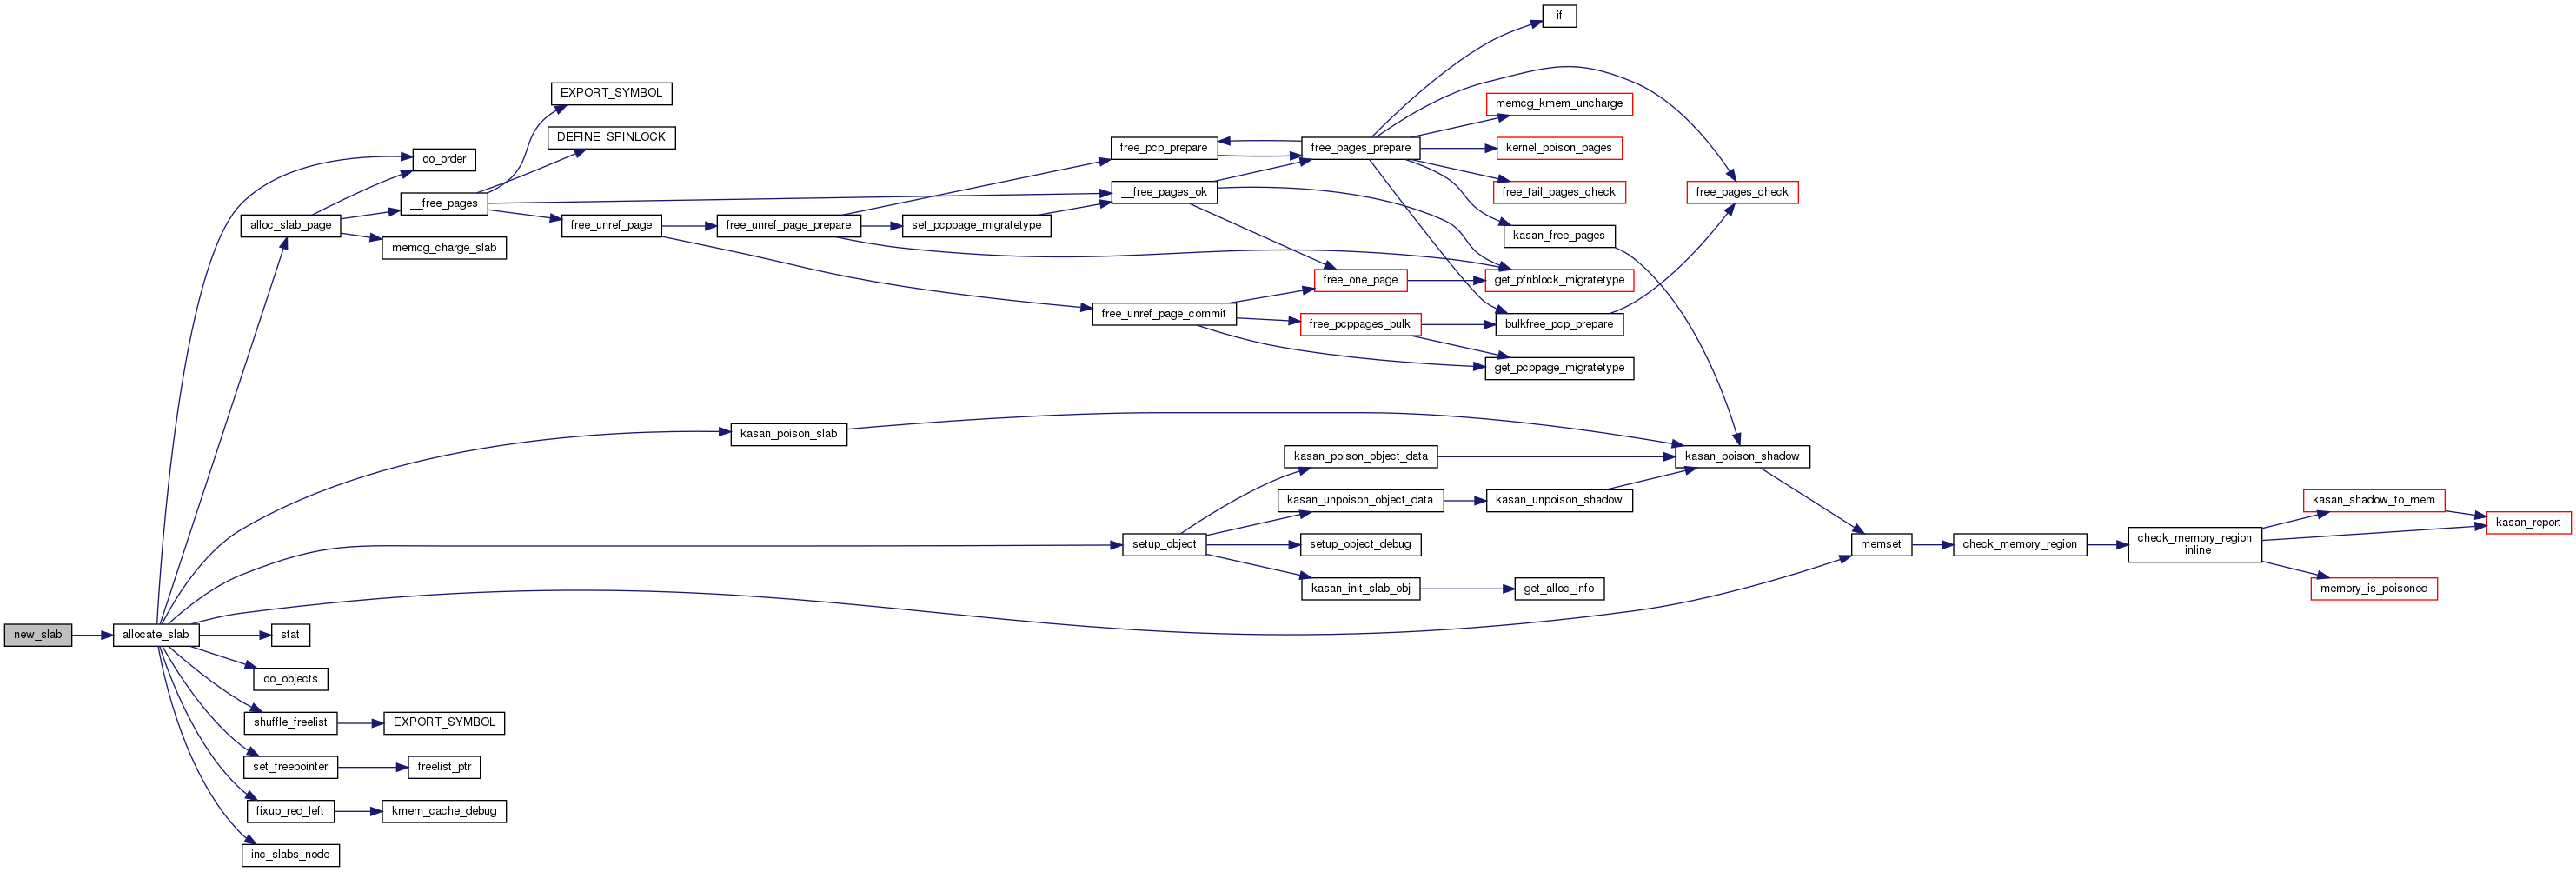 if
EXPORT_SYMBOL
memcg_kmem_uncharge
DEFINE_SPINLOCK
free_pcp_prepare
free_pages_prepare
kernel_poison_pages
oo_order
__free_pages
__free_pages_ok
free_tail_pages_check
free_pages_check
alloc_slab_page
free_unref_page
free_unref_page_prepare
set_pcppage_migratetype
kasan_free_pages
memcg_charge_slab
free_one_page
get_pfnblock_migratetype
free_unref_page_commit
free_pcppages_bulk
bulkfree_pcp_prepare
get_pcppage_migratetype
kasan_poison_slab
kasan_poison_object_data
kasan_poison_shadow
kasan_unpoison_object_data
kasan_unpoison_shadow
kasan_shadow_to_mem
kasan_report
setup_object
setup_object_debug
memset
check_memory_region
check_memory_region
_inline
kasan_init_slab_obj
get_alloc_info
memory_is_poisoned
new_slab
allocate_slab
stat
oo_objects
shuffle_freelist
EXPORT_SYMBOL
set_freepointer
freelist_ptr
fixup_red_left
kmem_cache_debug
inc_slabs_node